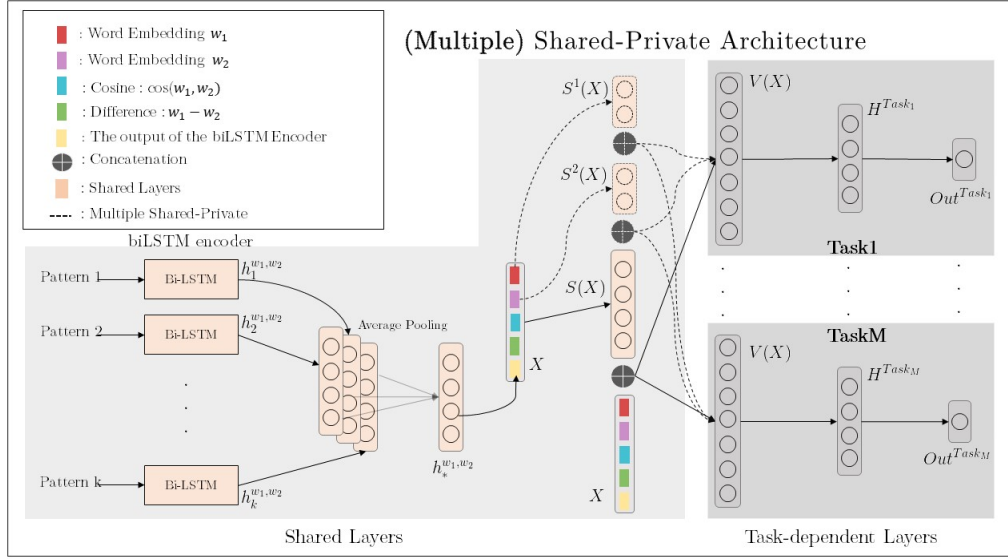 : Word Embedding w₁
: Word Embedding w₂
: Cosine : cos(w₁, w₂)
: Difference : w₁ − w₂
: The output of the biLSTM Encoder
: Concatenation
: Shared Layers
: Multiple Shared-Private
(Multiple) Shared-Private Architecture
biLSTM encoder
Pattern 1
Bi-LSTM
h₁^{w₁,w₂}
Pattern 2
Bi-LSTM
h₂^{w₁,w₂}
Pattern k
Bi-LSTM
h_k^{w₁,w₂}
Average Pooling
h_*^{w₁,w₂}
X
S¹(X)
S²(X)
S(X)
X
V(X)
H^{Task₁}
Out^{Task₁}
Task1
TaskM
V(X)
H^{Task_M}
Out^{Task_M}
Shared Layers
Task-dependent Layers